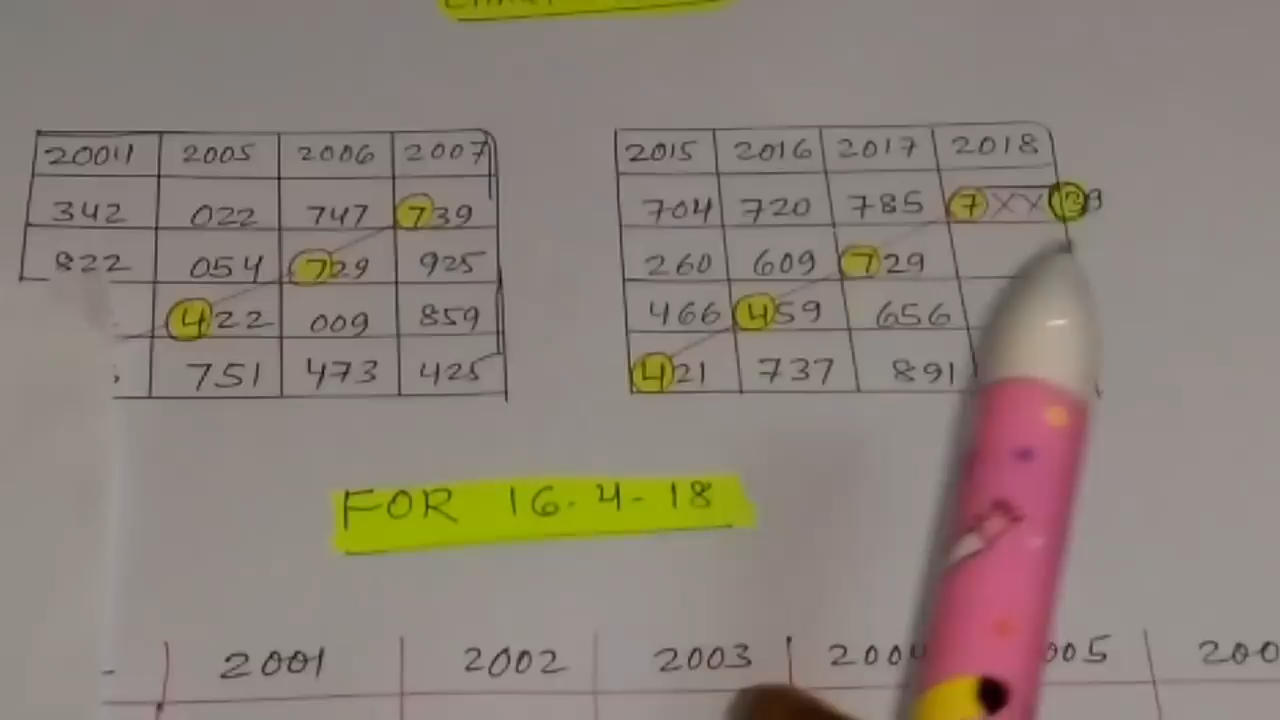 2004 2005 2006 2007
342 022 747 739
822 054 729 925
422 009 859
751 473 425
2015 2016 2017 2018
704 720 785 7XX
260 609 729
466 459 656
421 737 891
FOR 16-4-18
2001 2002 2003